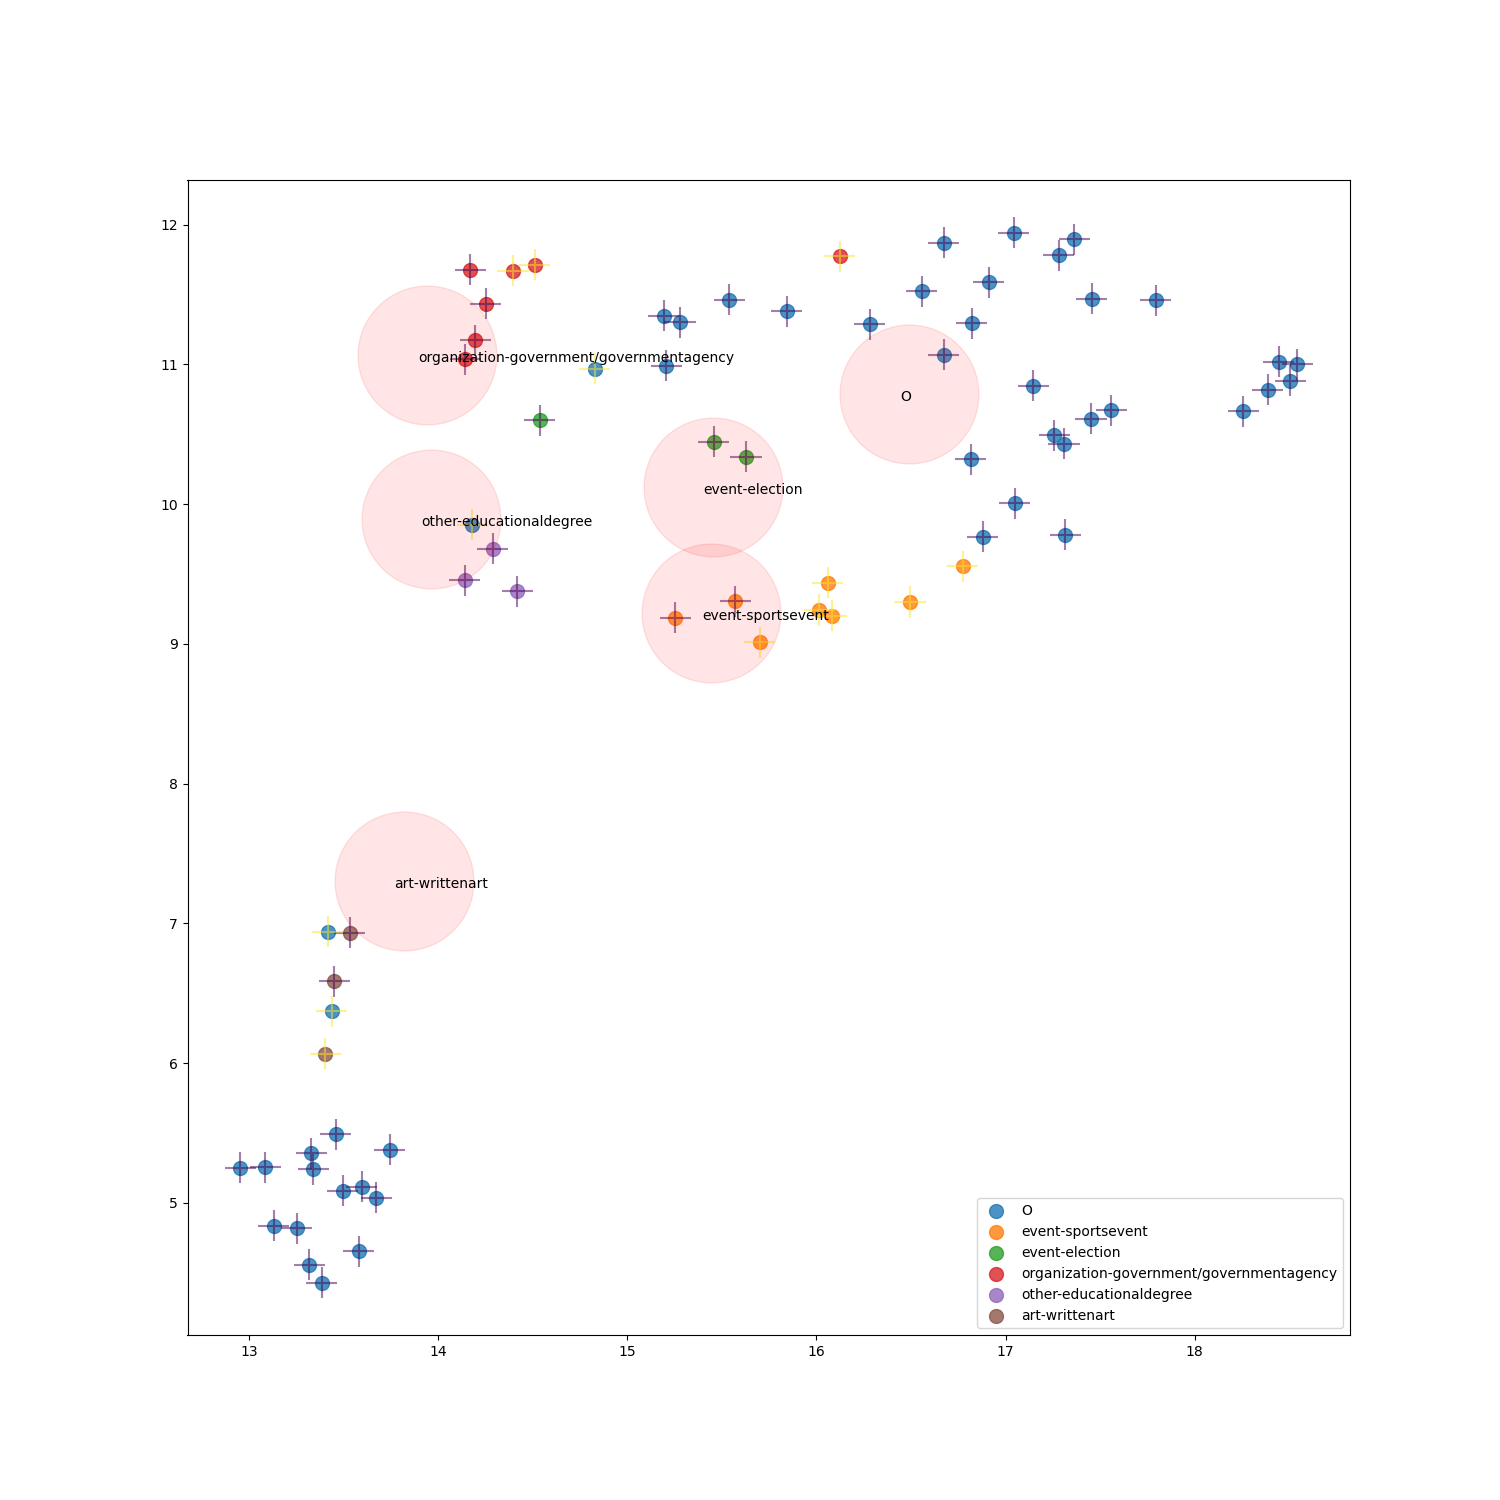 12
11
10
9
8
7
6
5
organization-government/governmentagency
O
event-election
other-educationaldegree
event-sportsevent
art-writtenart
O
event-sportsevent
event-election
organization-government/governmentagency
other-educationaldegree
art-writtenart
13 14 15 16 17 18